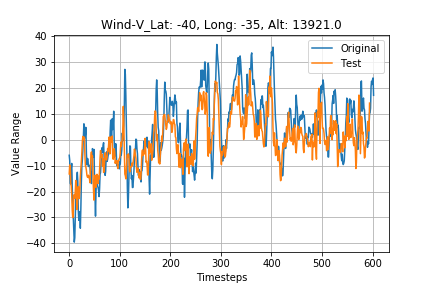 Wind-V_Lat: -40, Long: -35, Alt: 13921.0
Original
Test
Value Range
40
30
20
10
0
−10
−20
−30
−40
0 100 200 300 400 500 600
Timesteps